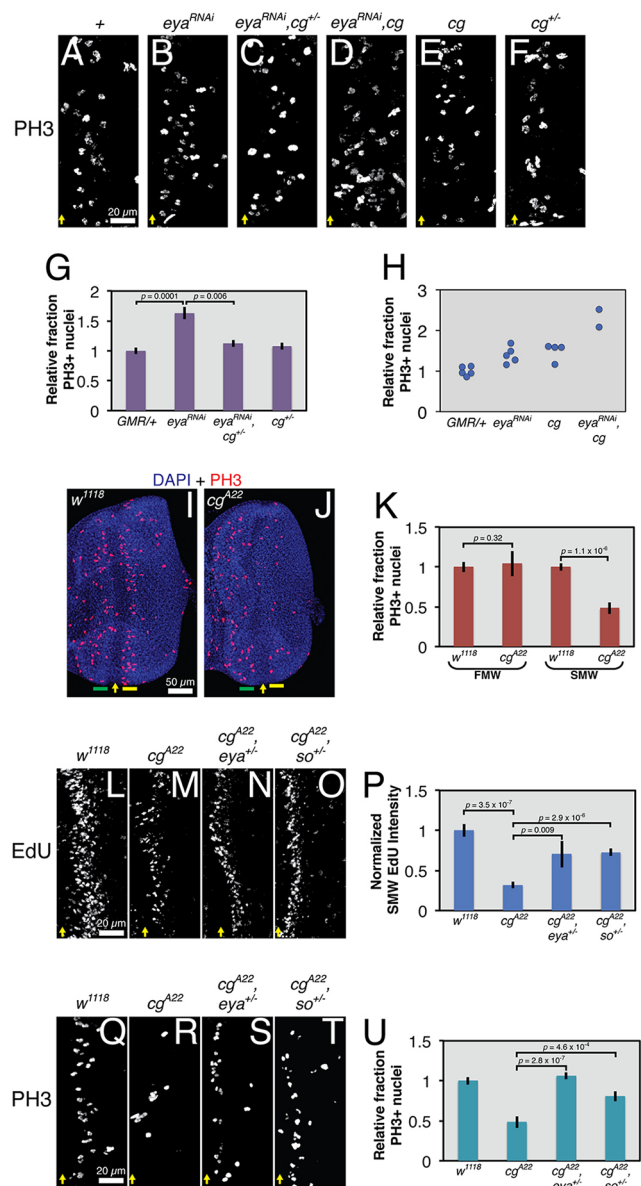 + eya^RNAi eya^RNAi,cg^+/- eya^RNAi,cg cg cg^+/-
A B C D E F
PH3
20 µm
G
Relative fraction
PH3+ nuclei
2
1.5
1
0.5
0
p = 0.0001 p = 0.006
GMR/+ eya^RNAi eya^RNAi, cg^+/-
cg^+/-
H
Relative fraction
PH3+ nuclei
3
2
1
0
GMR/+ eya^RNAi cg eya^RNAi,
cg
DAPI + PH3
w^1118 I cg^A22 J
50 µm
K
Relative fraction
PH3+ nuclei
1.5
1
0.5
0
p = 0.32
p = 1.1 x 10^-6
w^1118 cg^A22 w^1118 cg^A22
FMW SMW
w^1118 cg^A22 cg^A22, eya^+/- cg^A22, so^+/-
L M N O
EdU
20 µm
P
Normalized
SMW EdU Intensity
1.5
1
0.5
0
p = 3.5 x 10^-7
p = 2.9 x 10^-6
p = 0.009
w^1118 cg^A22 cg^A22, eya^+/- cg^A22, so^+/-
w^1118 cg^A22 cg^A22, eya^+/- cg^A22, so^+/-
Q R S T
PH3
20 µm
U
Relative fraction
PH3+ nuclei
1.5
1
0.5
0
p = 4.6 x 10^-4
p = 2.8 x 10^-7
w^1118 cg^A22 cg^A22, eya^+/- cg^A22, so^+/-